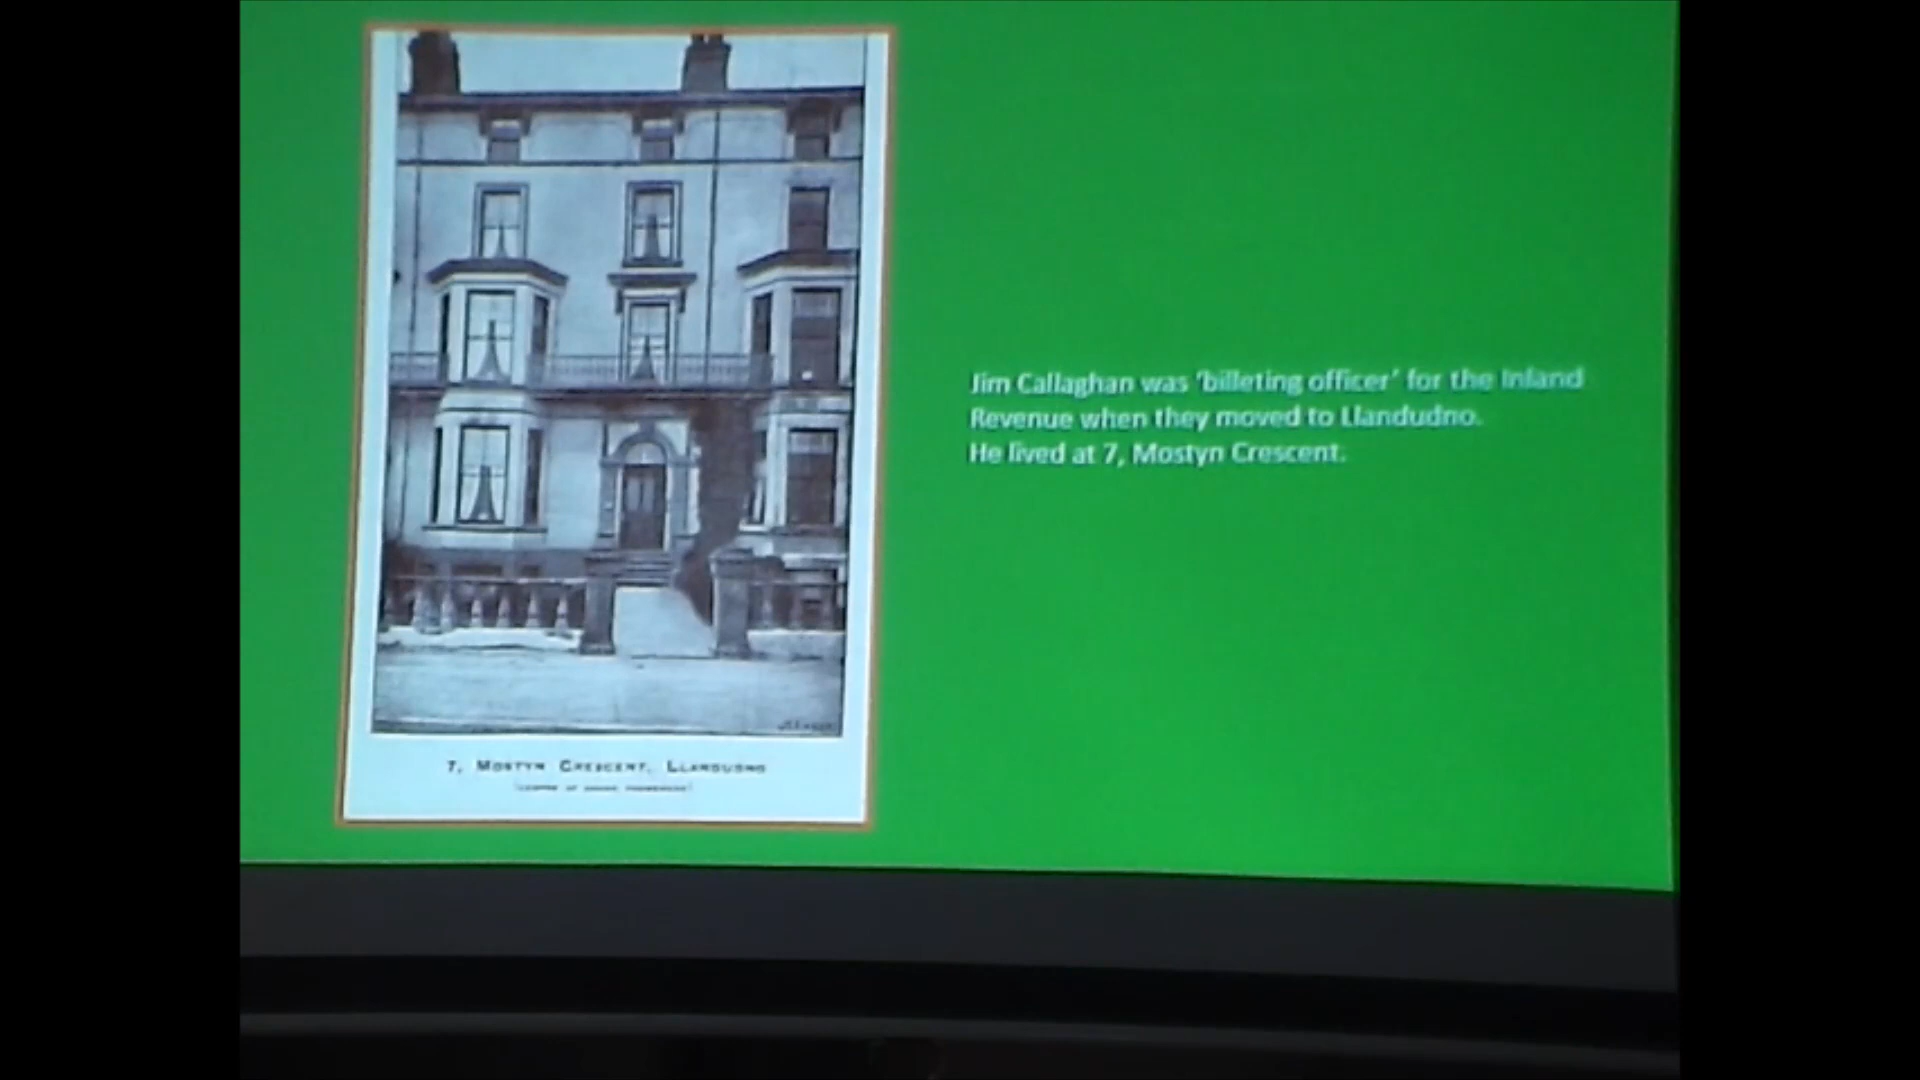 7, Mostyn Crescent, Llandudno
Jim Callaghan was 'billeting officer' for the Inland
Revenue when they moved to Llandudno.
He lived at 7, Mostyn Crescent.